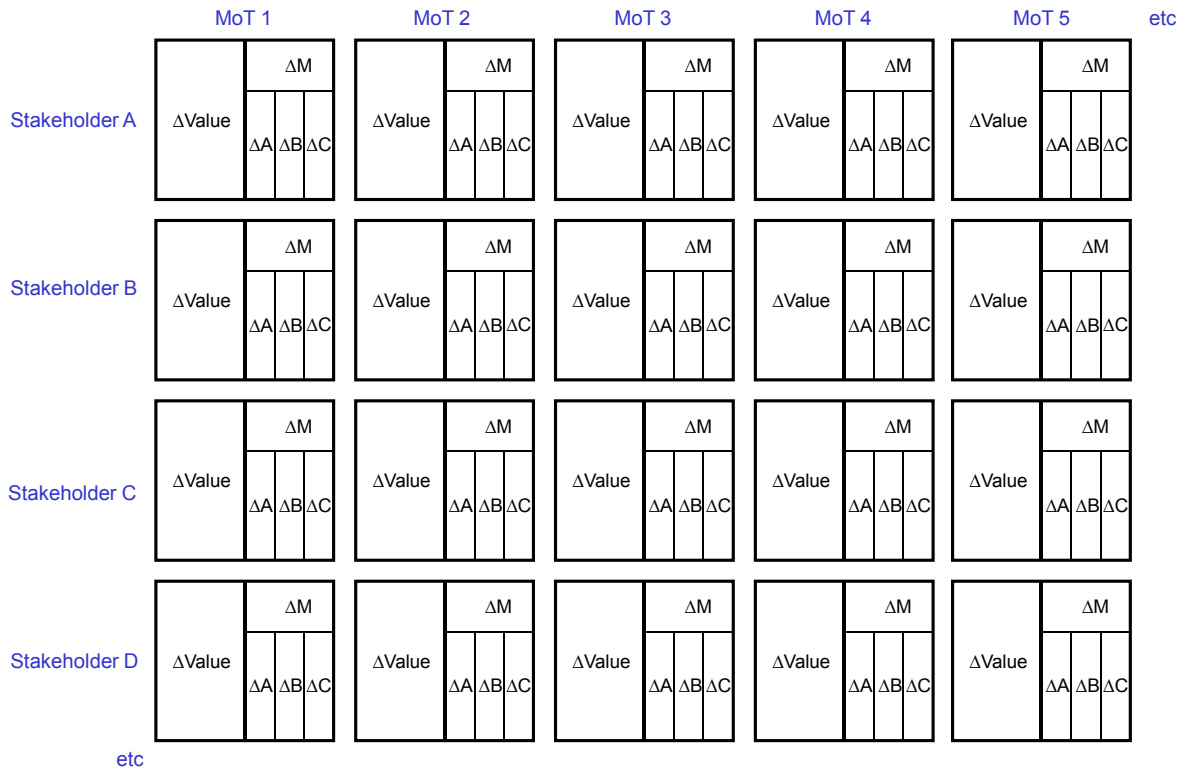 MoT 1 MoT 2 MoT 3 MoT 4 MoT 5 etc
ΔM ΔM ΔM ΔM ΔM
Stakeholder A ΔValue ΔValue ΔValue ΔValue ΔValue
ΔA ΔB ΔC ΔA ΔB ΔC ΔA ΔB ΔC ΔA ΔB ΔC ΔA ΔB ΔC
ΔM ΔM ΔM ΔM ΔM
Stakeholder B ΔValue ΔValue ΔValue ΔValue ΔValue
ΔA ΔB ΔC ΔA ΔB ΔC ΔA ΔB ΔC ΔA ΔB ΔC ΔA ΔB ΔC
ΔM ΔM ΔM ΔM ΔM
Stakeholder C ΔValue ΔValue ΔValue ΔValue ΔValue
ΔA ΔB ΔC ΔA ΔB ΔC ΔA ΔB ΔC ΔA ΔB ΔC ΔA ΔB ΔC
ΔM ΔM ΔM ΔM ΔM
Stakeholder D ΔValue ΔValue ΔValue ΔValue ΔValue
ΔA ΔB ΔC ΔA ΔB ΔC ΔA ΔB ΔC ΔA ΔB ΔC ΔA ΔB ΔC
etc